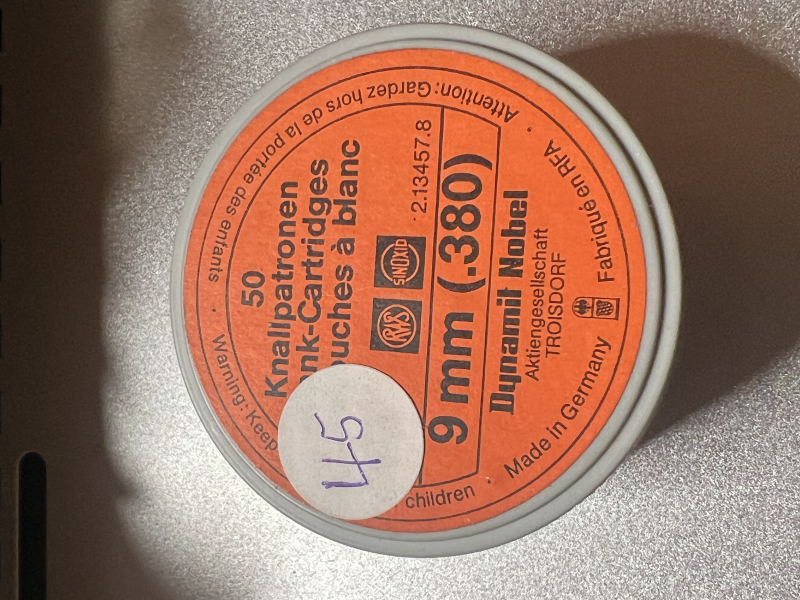 50
Knallpatronen
nk-Cartridges
uches à blanc
RWS
SINOXID
2.13457.8
9 mm (.380)
Dynamit Nobel
Aktiengesellschaft
TROISDORF
Made in Germany
Fabriqué en RFA
Warning: Keep
children
Attention: Gardez hors de la portée des enfants
45